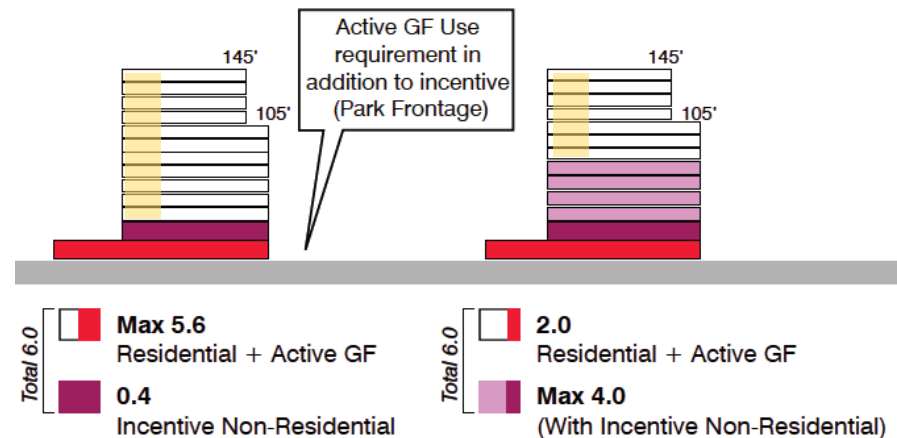 Active GF Use
requirement in
addition to incentive
(Park Frontage)
145'
105'
145'
105'
Total 6.0
Max 5.6
Residential + Active GF
0.4
Incentive Non-Residential
Total 6.0
2.0
Residential + Active GF
Max 4.0
(With Incentive Non-Residential)